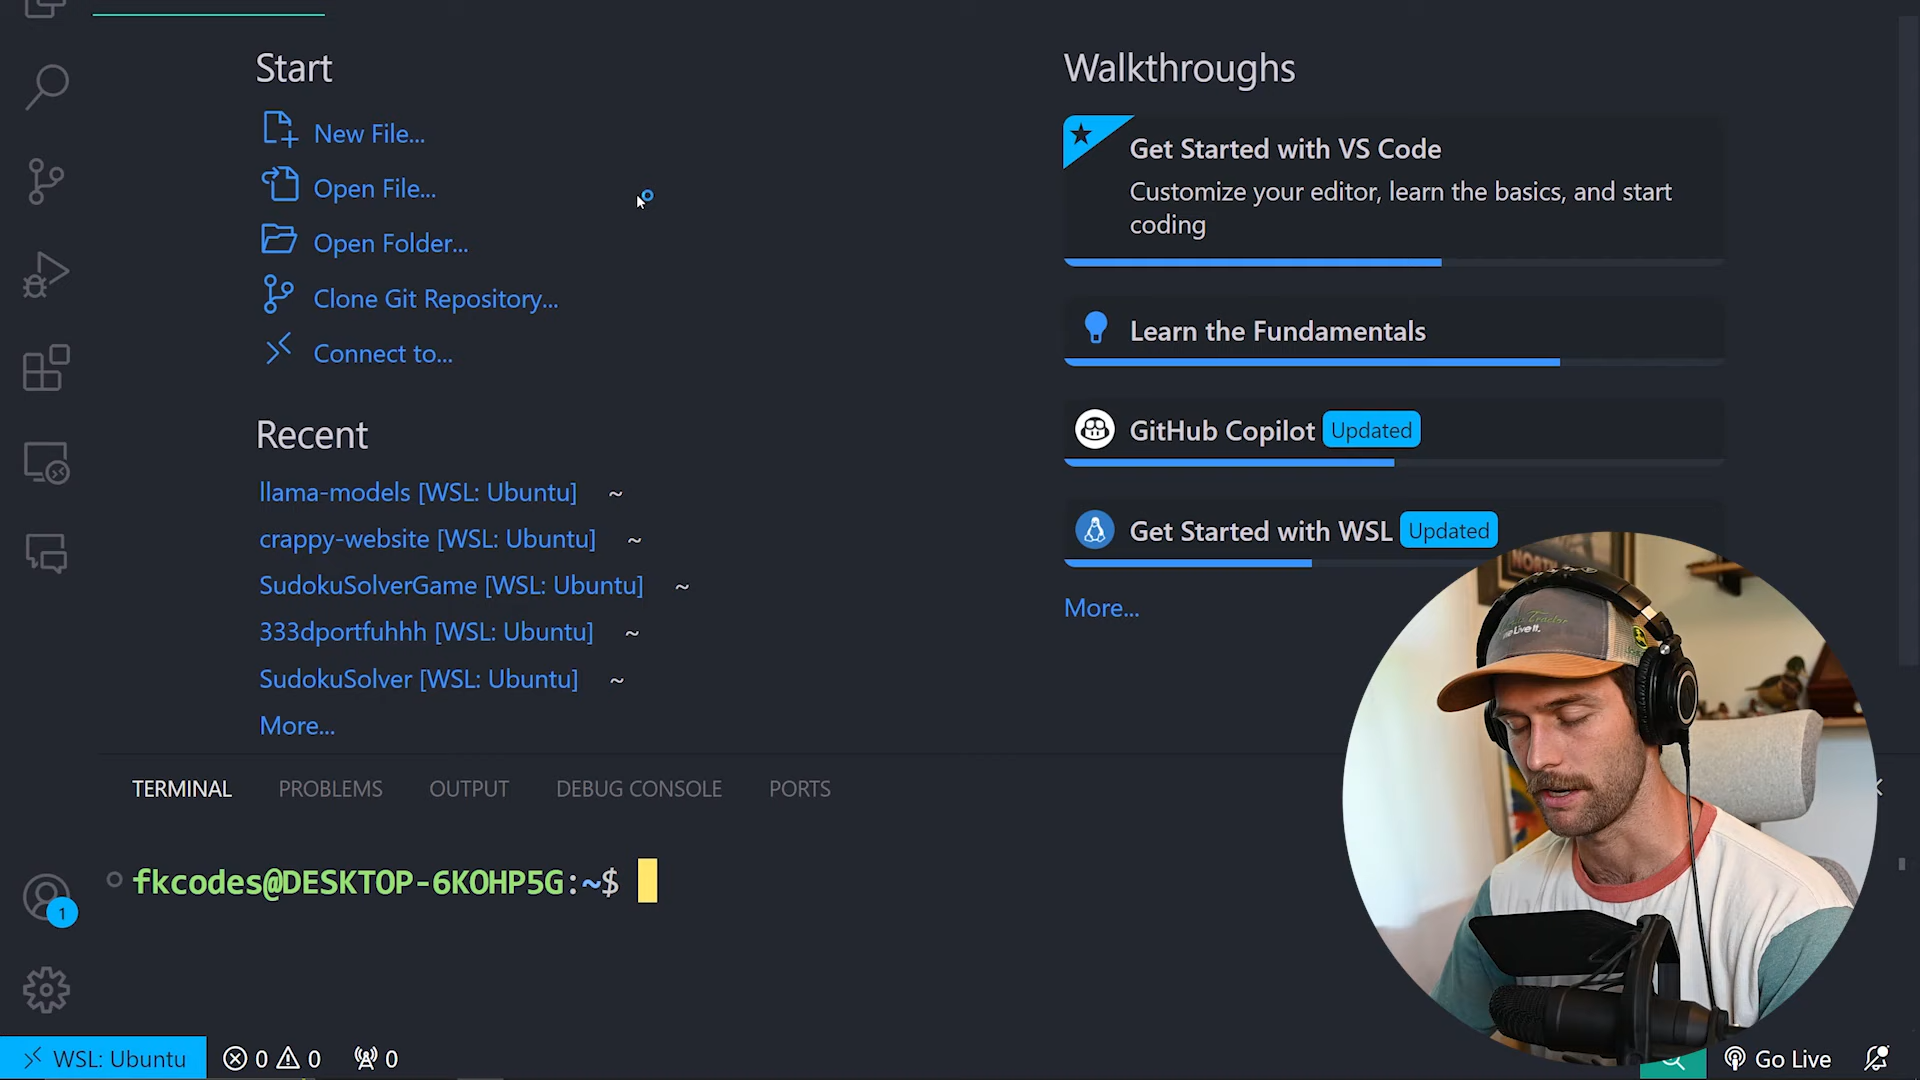 Start
New File...
Open File...
Open Folder...
Clone Git Repository...
Connect to...
Recent
llama-models [WSL: Ubuntu] ~
crappy-website [WSL: Ubuntu] ~
SudokuSolverGame [WSL: Ubuntu] ~
333dportfuhhh [WSL: Ubuntu] ~
SudokuSolver [WSL: Ubuntu] ~
More...
Walkthroughs
Get Started with VS Code
Customize your editor, learn the basics, and start
coding
Learn the Fundamentals
GitHub Copilot Updated
Get Started with WSL Updated
More...
NORTH
Live It.
TERMINAL PROBLEMS OUTPUT DEBUG CONSOLE PORTS
fkcodes@DESKTOP-6KOHP5G:~$
1
WSL: Ubuntu 0 0 0 Go Live